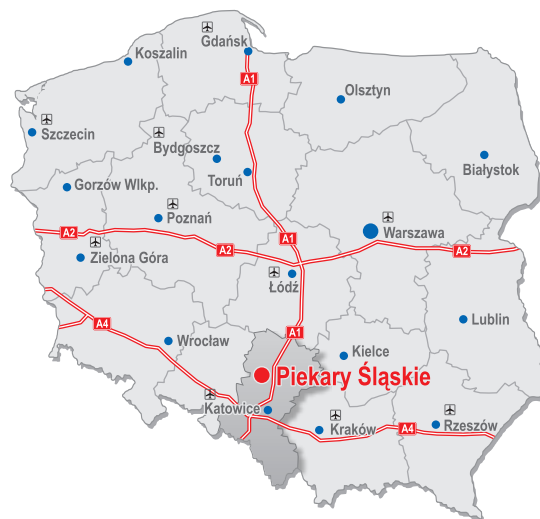 Gdańsk
Koszalin
A1
Olsztyn
Szczecin
Bydgoszcz
Toruń
Białystok
Gorzów Wlkp.
Poznań
A2
A1
Warszawa
A2
A2
Zielona Góra
Łódź
A4
A1
Lublin
Wrocław
Kielce
Piekary Śląskie
Katowice
Kraków
A4
Rzeszów